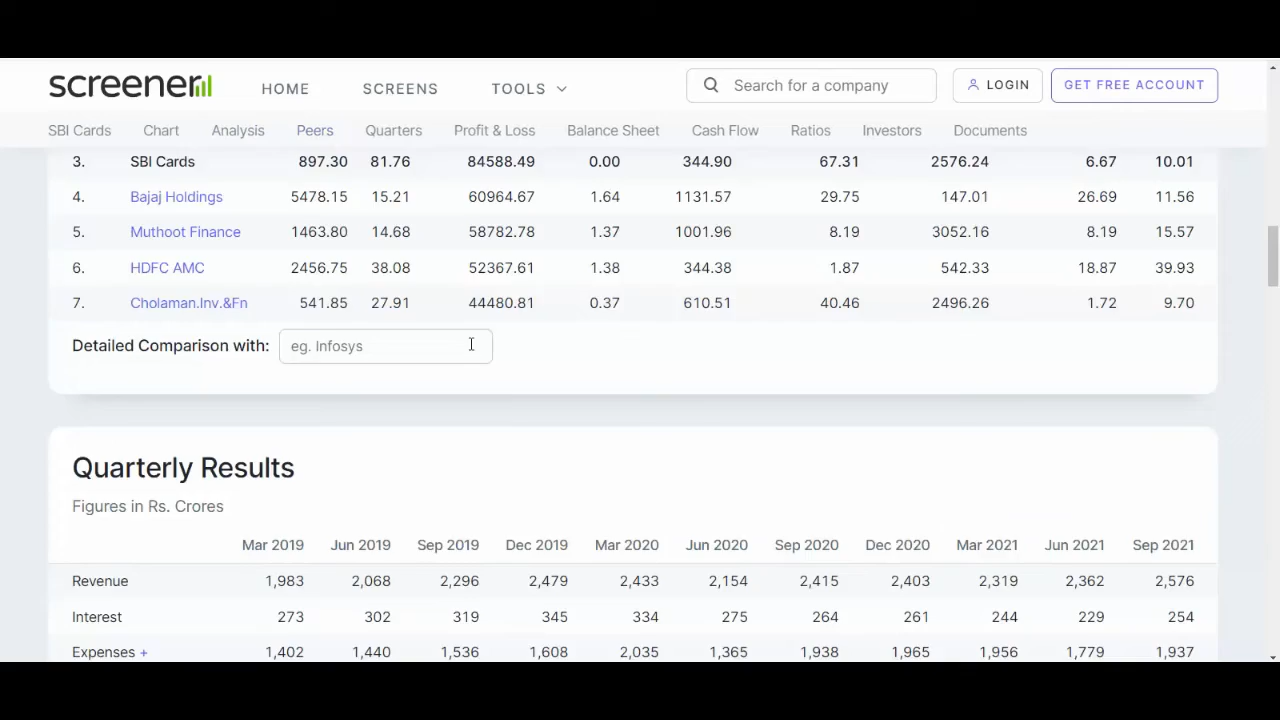 screener HOME SCREENS TOOLS Search for a company LOGIN GET FREE ACCOUNT
SBI Cards Chart Analysis Peers Quarters Profit & Loss Balance Sheet Cash Flow Ratios Investors Documents
3. SBI Cards 897.30 81.76 84588.49 0.00 344.90 67.31 2576.24 6.67 10.01
4. Bajaj Holdings 5478.15 15.21 60964.67 1.64 1131.57 29.75 147.01 26.69 11.56
5. Muthoot Finance 1463.80 14.68 58782.78 1.37 1001.96 8.19 3052.16 8.19 15.57
6. HDFC AMC 2456.75 38.08 52367.61 1.38 344.38 1.87 542.33 18.87 39.93
7. Cholaman.Inv.&Fn 541.85 27.91 44480.81 0.37 610.51 40.46 2496.26 1.72 9.70
Detailed Comparison with: eg. Infosys
Quarterly Results
Figures in Rs. Crores
Mar 2019 Jun 2019 Sep 2019 Dec 2019 Mar 2020 Jun 2020 Sep 2020 Dec 2020 Mar 2021 Jun 2021 Sep 2021
Revenue 1,983 2,068 2,296 2,479 2,433 2,154 2,415 2,403 2,319 2,362 2,576
Interest 273 302 319 345 334 275 264 261 244 229 254
Expenses + 1,402 1,440 1,536 1,608 2,035 1,365 1,938 1,965 1,956 1,779 1,937